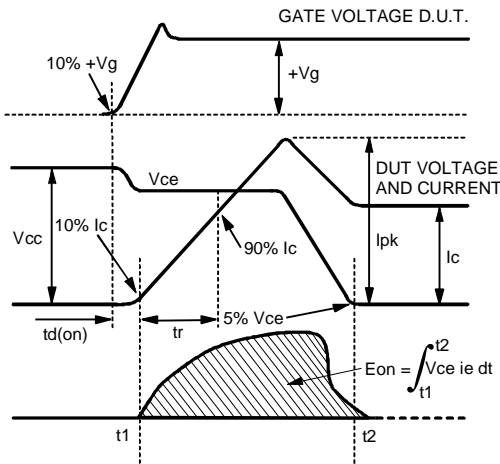 GATE VOLTAGE D.U.T.
10% +Vg
+Vg
DUT VOLTAGE
AND CURRENT
Vce
10% Ic
Vcc
90% Ic
Ipk
Ic
td(on)
tr
5% Vce
Eon = ∫ Vce ie dt
t2
t1
t1
t2